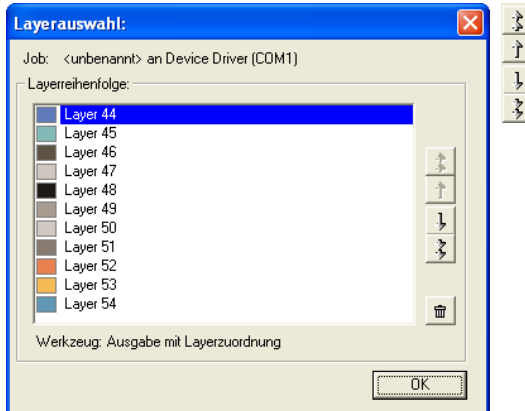 Layerauswahl:
Job: <unbenannt> an Device Driver (COM1)
Layerreihenfolge:
Layer 44
Layer 45
Layer 46
Layer 47
Layer 48
Layer 49
Layer 50
Layer 51
Layer 52
Layer 53
Layer 54
Werkzeug: Ausgabe mit Layerzuordnung
OK